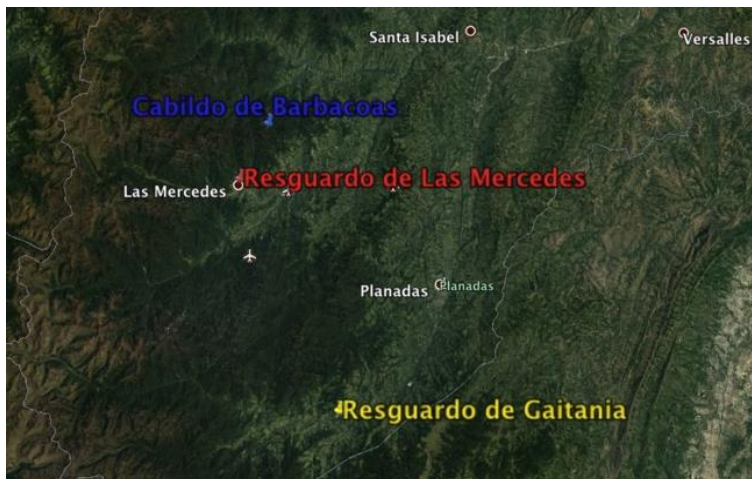 Santa Isabel
Versalles
Cabildo de Barbacoas
Resguardo de Las Mercedes
Las Mercedes
Planadas
Planadas
Resguardo de Gaitania